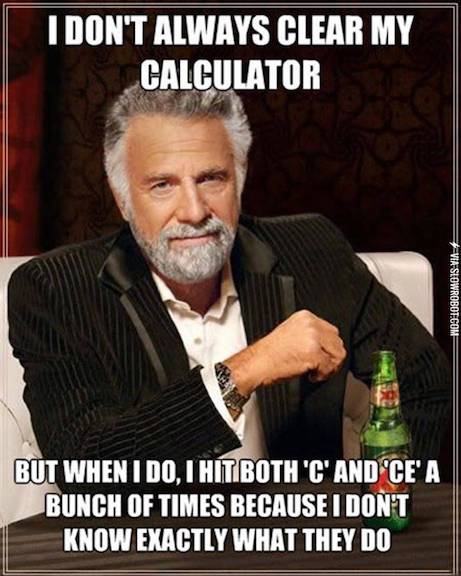 I DON'T ALWAYS CLEAR MY
CALCULATOR
VIA SLOWROBOT.COM
BUT WHEN I DO, I HIT BOTH 'C' AND 'CE' A
BUNCH OF TIMES BECAUSE I DON'T
KNOW EXACTLY WHAT THEY DO